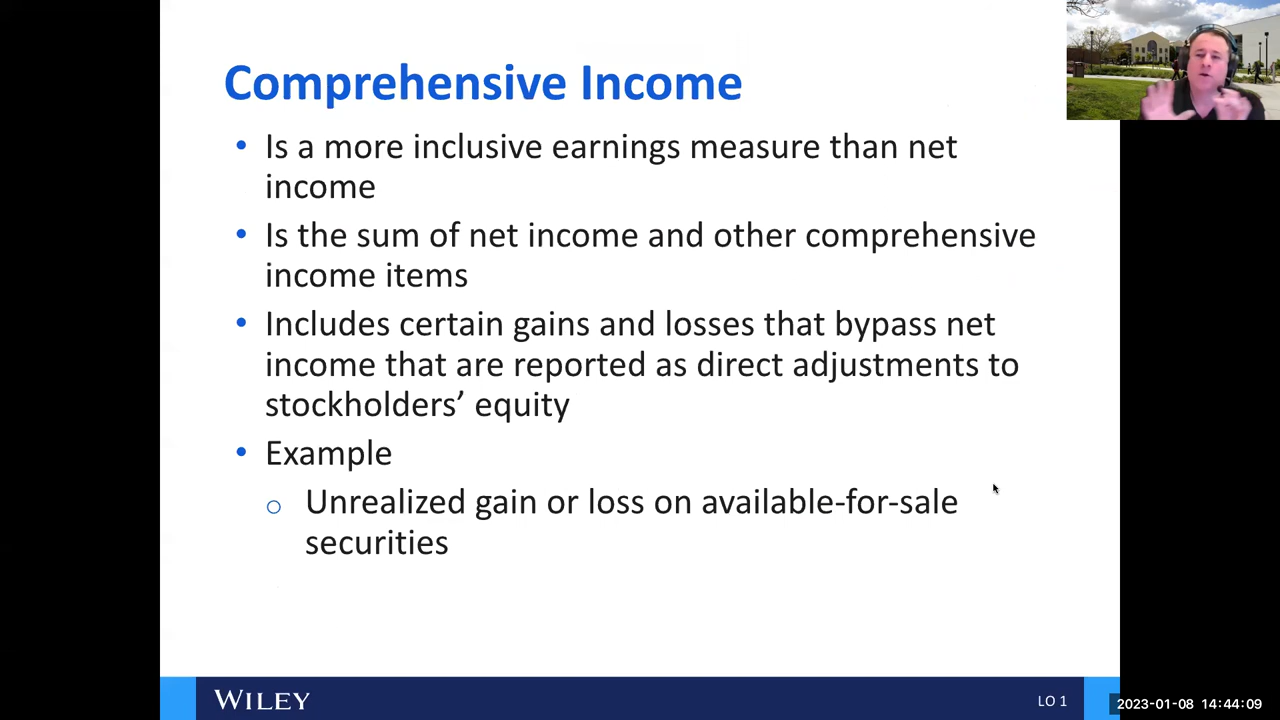 Comprehensive Income
• Is a more inclusive earnings measure than net
income
• Is the sum of net income and other comprehensive
income items
• Includes certain gains and losses that bypass net
income that are reported as direct adjustments to
stockholders’ equity
• Example
o Unrealized gain or loss on available-for-sale
securities
WILEY
LO 1
2023-01-08 14:44:09